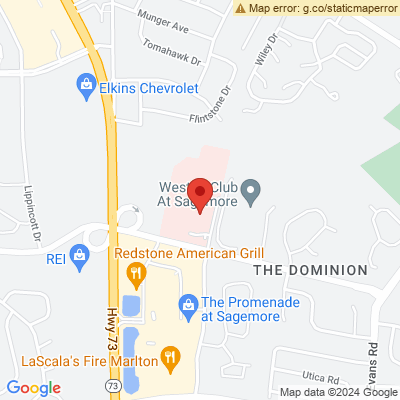 Map error: g.co/staticmaperror
Munger Ave
Tomahawk Dr
Wiley Dr
Elkins Chevrolet
Flintstone Dr
Lippincott Dr
Club
At Sagemore
REI
Redstone American Grill
THE DOMINION
Hwy 73
The Promenade
at Sagemore
LaScala's Fire Marlton
Evans Rd
73
Utica Rd
Google
Map data ©2024 Google